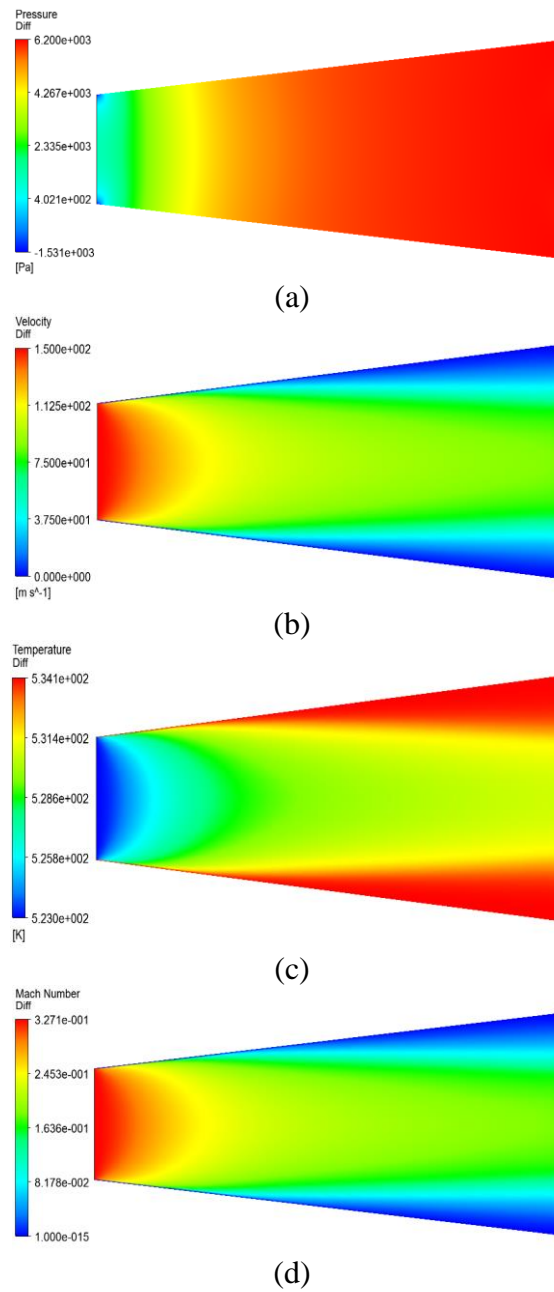 Pressure
Diff
6.200e+003
4.267e+003
2.335e+003
4.021e+002
-1.531e+003
[Pa]
(a)
Velocity
Diff
1.500e+002
1.125e+002
7.500e+001
3.750e+001
0.000e+000
[m s^-1]
(b)
Temperature
Diff
5.341e+002
5.314e+002
5.286e+002
5.258e+002
5.230e+002
[K]
(c)
Mach Number
Diff
3.271e-001
2.453e-001
1.636e-001
8.178e-002
1.000e-015
(d)